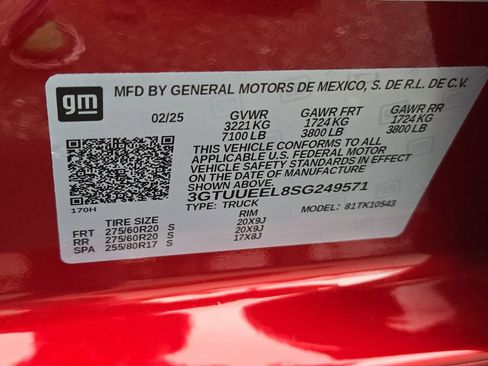 gm
MFD BY GENERAL MOTORS DE MEXICO, S. DE R.L. DE C.V.
02/25 GVWR GAWR FRT GAWR RR
3221 KG 1724 KG 1724 KG
7100 LB 3800 LB 3800 LB
THIS VEHICLE CONFORMS TO ALL
APPLICABLE U.S. FEDERAL MOTOR
VEHICLE SAFETY STANDARDS IN EFFECT
ON THE DATE OF MANUFACTURE
SHOWN ABOVE.
3GTUUEEL8SG249571
170H TYPE: TRUCK MODEL: 81TK10543
TIRE SIZE RIM
FRT 275/60R20 S 20X9J
RR 275/60R20 S 20X9J
SPA 255/80R17 S 17X8J